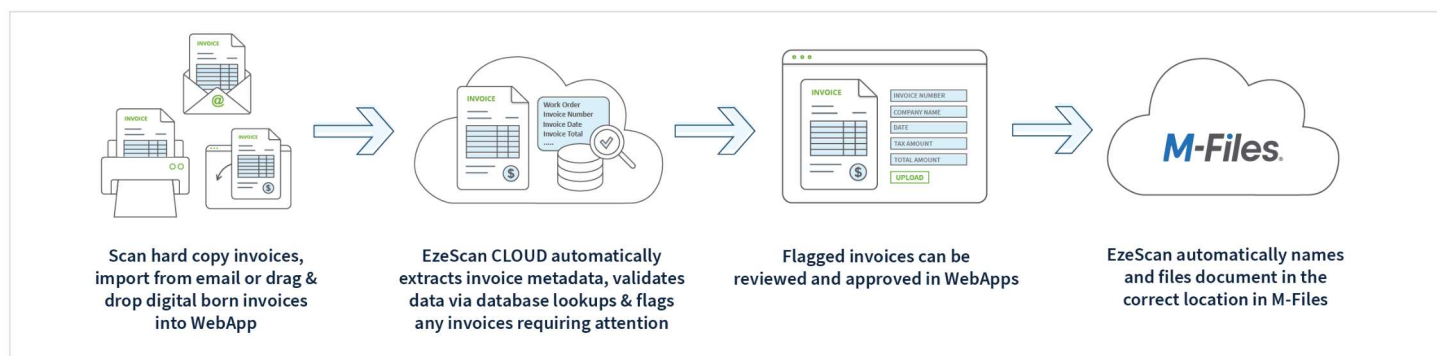 INVOICE
@
INVOICE
INVOICE
$
INVOICE
$
Work Order
Invoice Number
Invoice Date
Invoice Total
.....
INVOICE
$
INVOICE NUMBER
COMPANY NAME
DATE
TAX AMOUNT
TOTAL AMOUNT
UPLOAD
M-Files.
Scan hard copy invoices,
import from email or drag &
drop digital born invoices
into WebApp
EzeScan CLOUD automatically
extracts invoice metadata, validates
data via database lookups & flags
any invoices requiring attention
Flagged invoices can be
reviewed and approved in WebApps
EzeScan automatically names
and files document in the
correct location in M-Files